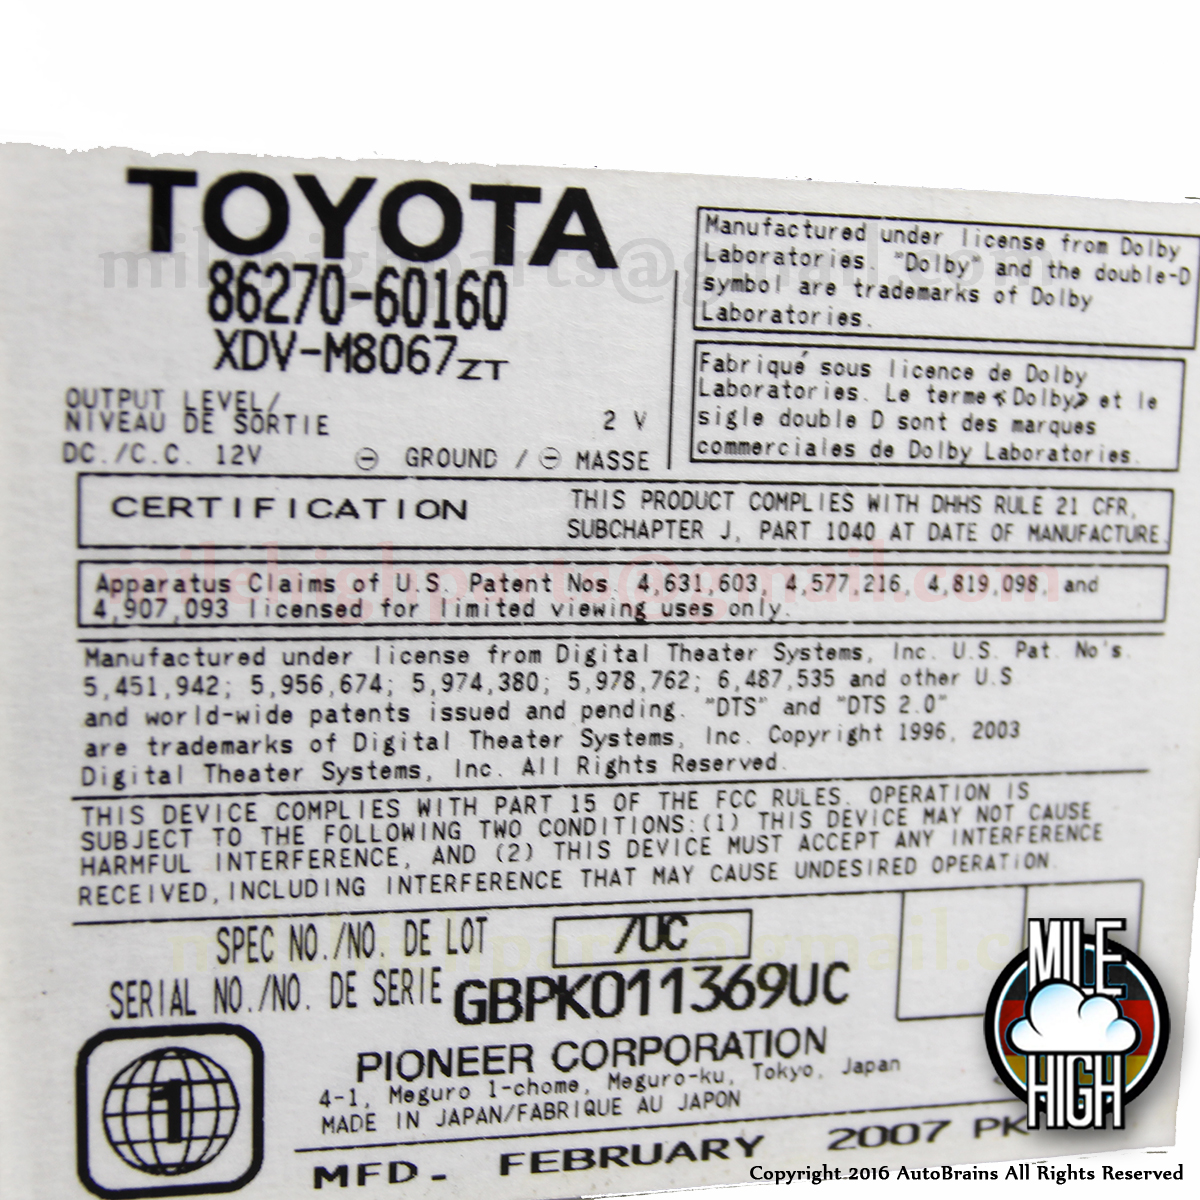 TOYOTA
86270-60160
XDV-M8067ZT
OUTPUT LEVEL/
NIVEAU DE SORTIE 2 V
DC./C.C. 12V ⊖ GROUND / ⊖ MASSE
Manufactured under license from Dolby
Laboratories. "Dolby" and the double-D
symbol are trademarks of Dolby
Laboratories.
Fabriqué sous licence de Dolby
Laboratories. Le terme «Dolby» et le
sigle double D sont des marques
commerciales de Dolby Laboratories.
CERTIFICATION
THIS PRODUCT COMPLIES WITH DHHS RULE 21 CFR,
SUBCHAPTER J, PART 1040 AT DATE OF MANUFACTURE.
Apparatus Claims of U.S. Patent Nos. 4,631,603, 4,577,216, 4,819,098, and
4,907,093 licensed for limited viewing uses only.
Manufactured under license from Digital Theater Systems, Inc. U.S. Pat. No's.
5,451,942; 5,956,674; 5,974,380; 5,978,762; 6,487,535 and other U.S
and world-wide patents issued and pending. "DTS" and "DTS 2.0"
are trademarks of Digital Theater Systems, Inc. Copyright 1996, 2003
Digital Theater Systems, Inc. All Rights Reserved.
THIS DEVICE COMPLIES WITH PART 15 OF THE FCC RULES. OPERATION IS
SUBJECT TO THE FOLLOWING TWO CONDITIONS:(1) THIS DEVICE MAY NOT CAUSE
HARMFUL INTERFERENCE, AND (2) THIS DEVICE MUST ACCEPT ANY INTERFERENCE
RECEIVED, INCLUDING INTERFERENCE THAT MAY CAUSE UNDESIRED OPERATION.
SPEC NO./NO. DE LOT /UC
SERIAL NO./NO. DE SERIE GBPK011369UC
1
PIONEER CORPORATION
4-1, Meguro 1-chome, Meguro-ku, Tokyo, Japan
MADE IN JAPAN/FABRIQUE AU JAPON
MFD- FEBRUARY 2007 PK
MILE
HIGH
milehighparts@gmail.com
milehighparts@gmail.com
Copyright 2016 AutoBrains All Rights Reserved